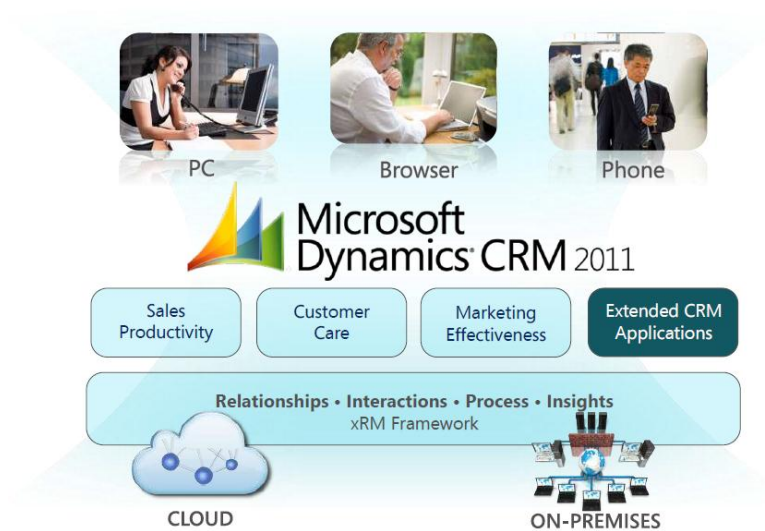 PC
Browser
Phone
Microsoft
Dynamics CRM 2011
Sales
Productivity
Customer
Care
Marketing
Effectiveness
Extended CRM
Applications
Relationships • Interactions • Process • Insights
xRM Framework
CLOUD
ON-PREMISES